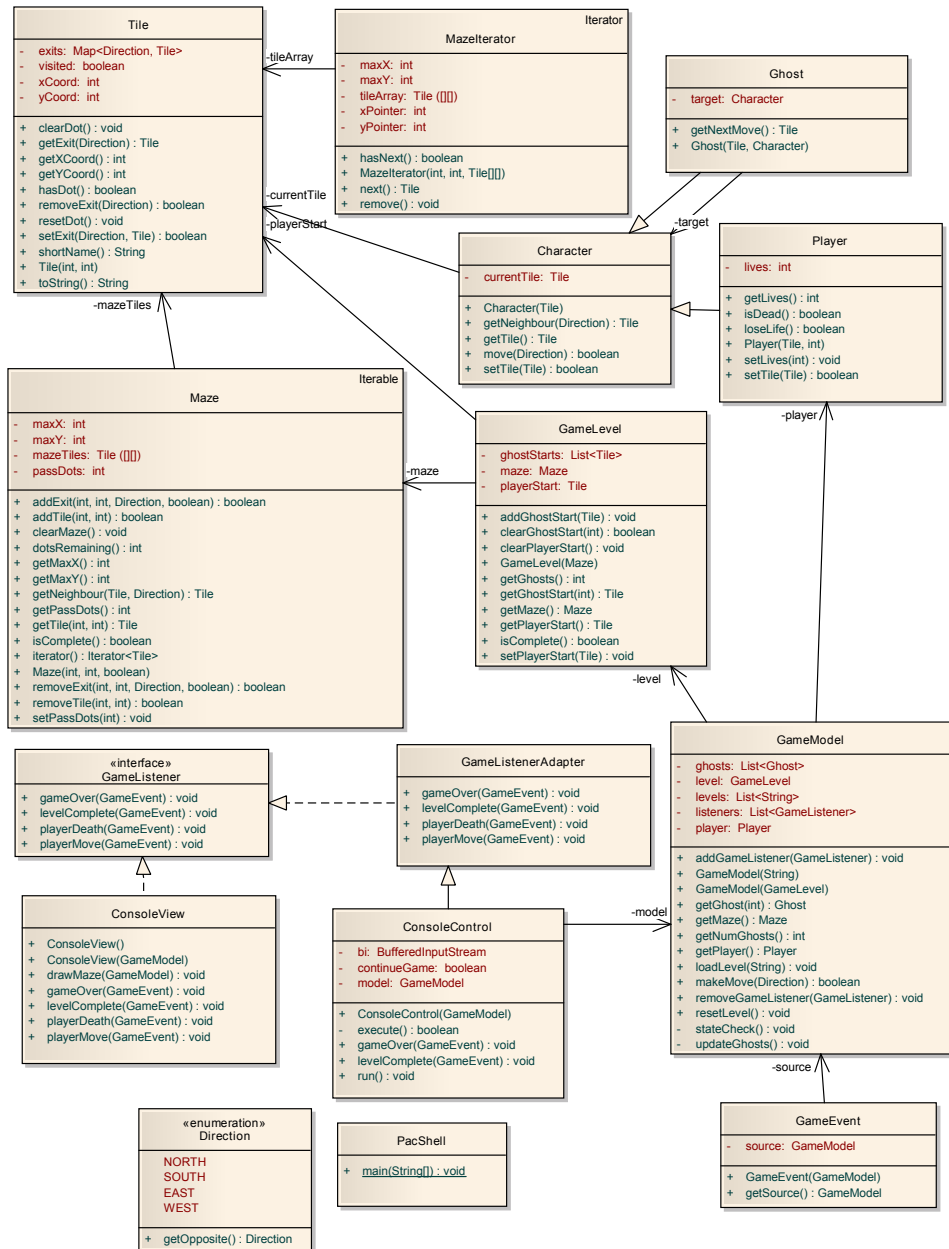 Tile
- exits: Map<Direction, Tile>
- visited: boolean
- xCoord: int
- yCoord: int
+ clearDot() : void
+ getExit(Direction) : Tile
+ getXCoord() : int
+ getYCoord() : int
+ hasDot() : boolean
+ removeExit(Direction) : boolean
+ resetDot() : void
+ setExit(Direction, Tile) : boolean
+ shortName() : String
+ Tile(int, int)
+ toString() : String
-tileArray
Iterator
MazeIterator
- maxX: int
- maxY: int
- tileArray: Tile ([][])
- xPointer: int
- yPointer: int
+ hasNext() : boolean
+ MazeIterator(int, int, Tile[][])
+ next() : Tile
+ remove() : void
Ghost
- target: Character
+ getNextMove() : Tile
+ Ghost(Tile, Character)
-currentTile
-playerStart
-target
Character
- currentTile: Tile
+ Character(Tile)
+ getNeighbour(Direction) : Tile
+ getTile() : Tile
+ move(Direction) : boolean
+ setTile(Tile) : boolean
Player
- lives: int
+ getLives() : int
+ isDead() : boolean
+ loseLife() : boolean
+ Player(Tile, int)
+ setLives(int) : void
+ setTile(Tile) : boolean
-mazeTiles
Iterable
Maze
- maxX: int
- maxY: int
- mazeTiles: Tile ([][])
- passDots: int
+ addExit(int, int, Direction, boolean) : boolean
+ addTile(int, int) : boolean
+ clearMaze() : void
+ dotsRemaining() : int
+ getMaxX() : int
+ getMaxY() : int
+ getNeighbour(Tile, Direction) : Tile
+ getPassDots() : int
+ getTile(int, int) : Tile
+ isComplete() : boolean
+ iterator() : Iterator<Tile>
+ Maze(int, int, boolean)
+ removeExit(int, int, Direction, boolean) : boolean
+ removeTile(int, int) : boolean
+ setPassDots(int) : void
-maze
GameLevel
- ghostStarts: List<Tile>
- maze: Maze
- playerStart: Tile
+ addGhostStart(Tile) : void
+ clearGhostStart(int) : boolean
+ clearPlayerStart() : void
+ GameLevel(Maze)
+ getGhosts() : int
+ getGhostStart(int) : Tile
+ getMaze() : Maze
+ getPlayerStart() : Tile
+ isComplete() : boolean
+ setPlayerStart(Tile) : void
-player
-level
GameModel
- ghosts: List<Ghost>
- level: GameLevel
- levels: List<String>
- listeners: List<GameListener>
- player: Player
+ addGameListener(GameListener) : void
+ GameModel(String)
+ GameModel(GameLevel)
+ getGhost(int) : Ghost
+ getMaze() : Maze
+ getNumGhosts() : int
+ getPlayer() : Player
+ loadLevel(String) : void
+ makeMove(Direction) : boolean
+ removeGameListener(GameListener) : void
+ resetLevel() : void
- stateCheck() : void
- updateGhosts() : void
«interface»
GameListener
+ gameOver(GameEvent) : void
+ levelComplete(GameEvent) : void
+ playerDeath(GameEvent) : void
+ playerMove(GameEvent) : void
GameListenerAdapter
+ gameOver(GameEvent) : void
+ levelComplete(GameEvent) : void
+ playerDeath(GameEvent) : void
+ playerMove(GameEvent) : void
ConsoleView
+ ConsoleView()
+ ConsoleView(GameModel)
+ drawMaze(GameModel) : void
+ gameOver(GameEvent) : void
+ levelComplete(GameEvent) : void
+ playerDeath(GameEvent) : void
+ playerMove(GameEvent) : void
ConsoleControl
- bi: BufferedInputStream
- continueGame: boolean
- model: GameModel
+ ConsoleControl(GameModel)
- execute() : boolean
+ gameOver(GameEvent) : void
+ levelComplete(GameEvent) : void
+ run() : void
-model
-source
GameEvent
- source: GameModel
+ GameEvent(GameModel)
+ getSource() : GameModel
«enumeration»
Direction
NORTH
SOUTH
EAST
WEST
+ getOpposite() : Direction
PacShell
+ main(String[]) : void